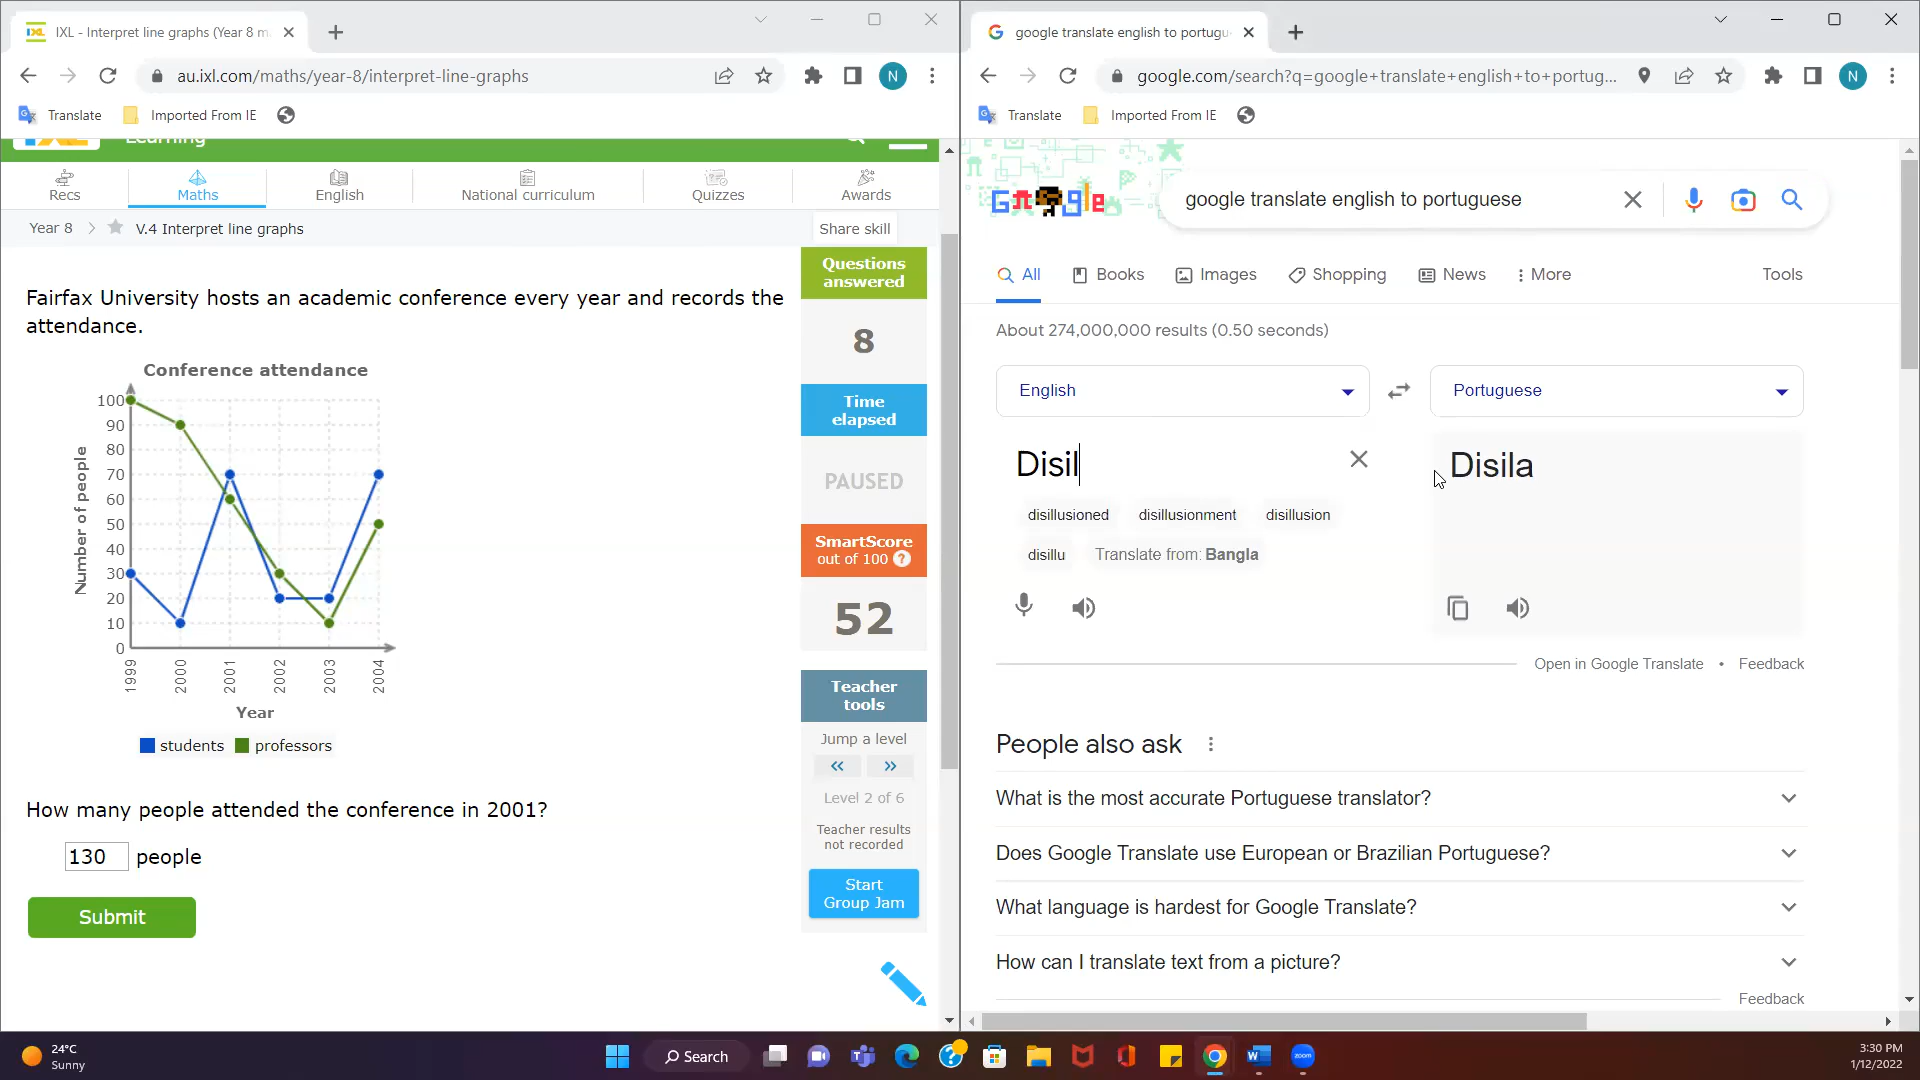 IXL - Interpret line graphs (Year 8 m
au.ixl.com/maths/year-8/interpret-line-graphs
N
Translate
Imported From IE
Learning
Recs
Maths
English
National curriculum
Quizzes
Awards
Year 8
V.4 Interpret line graphs
Share skill
Fairfax University hosts an academic conference every year and records the
attendance.
Conference attendance
Number of people
100
90
80
70
60
50
40
30
20
10
0
1999
2000
2001
2002
2003
2004
Year
students
professors
How many people attended the conference in 2001?
130 people
Submit
Questions
answered
8
Time
elapsed
PAUSED
SmartScore
out of 100 ?
52
Teacher
tools
Jump a level
Level 2 of 6
Teacher results
not recorded
Start
Group Jam
google translate english to portugu
google.com/search?q=google+translate+english+to+portug...
N
Translate
Imported From IE
Google
google translate english to portuguese
All
Books
Images
Shopping
News
More
Tools
About 274,000,000 results (0.50 seconds)
English
Portuguese
Disil
Disila
disillusioned
disillusionment
disillusion
disillu
Translate from: Bangla
Open in Google Translate • Feedback
People also ask
What is the most accurate Portuguese translator?
Does Google Translate use European or Brazilian Portuguese?
What language is hardest for Google Translate?
How can I translate text from a picture?
Feedback
24°C
Sunny
Search
zoom
3:30 PM
1/12/2022